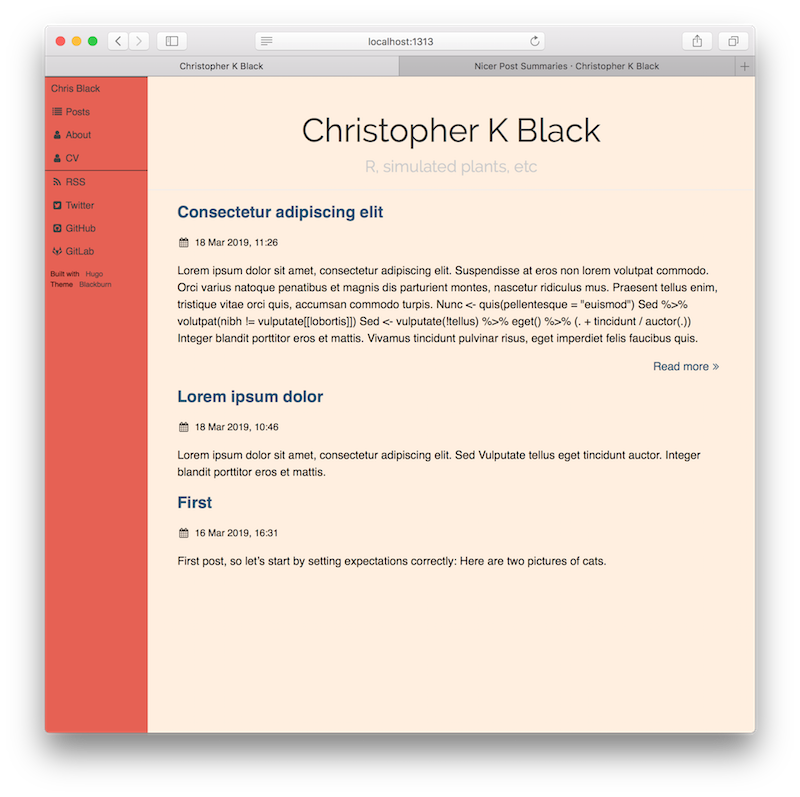 localhost:1313
Christopher K Black
Nicer Post Summaries · Christopher K Black
Chris Black
Posts
About
CV
RSS
Twitter
GitHub
GitLab
Built with Hugo
Theme Blackburn
Christopher K Black
R, simulated plants, etc
Consectetur adipiscing elit
18 Mar 2019, 11:26
Lorem ipsum dolor sit amet, consectetur adipiscing elit. Suspendisse at eros non lorem volutpat commodo.
Orci varius natoque penatibus et magnis dis parturient montes, nascetur ridiculus mus. Praesent tellus enim,
tristique vitae orci quis, accumsan commodo turpis. Nunc <- quis(pellentesque = "euismod") Sed %>%
volutpat(nibh != vulputate[[lobortis]]) Sed <- vulputate(!tellus) %>% eget() %>% (. + tincidunt / auctor(.))
Integer blandit porttitor eros et mattis. Vivamus tincidunt pulvinar risus, eget imperdiet felis faucibus quis.
Read more »
Lorem ipsum dolor
18 Mar 2019, 10:46
Lorem ipsum dolor sit amet, consectetur adipiscing elit. Sed Vulputate tellus eget tincidunt auctor. Integer
blandit porttitor eros et mattis.
First
16 Mar 2019, 16:31
First post, so let’s start by setting expectations correctly: Here are two pictures of cats.